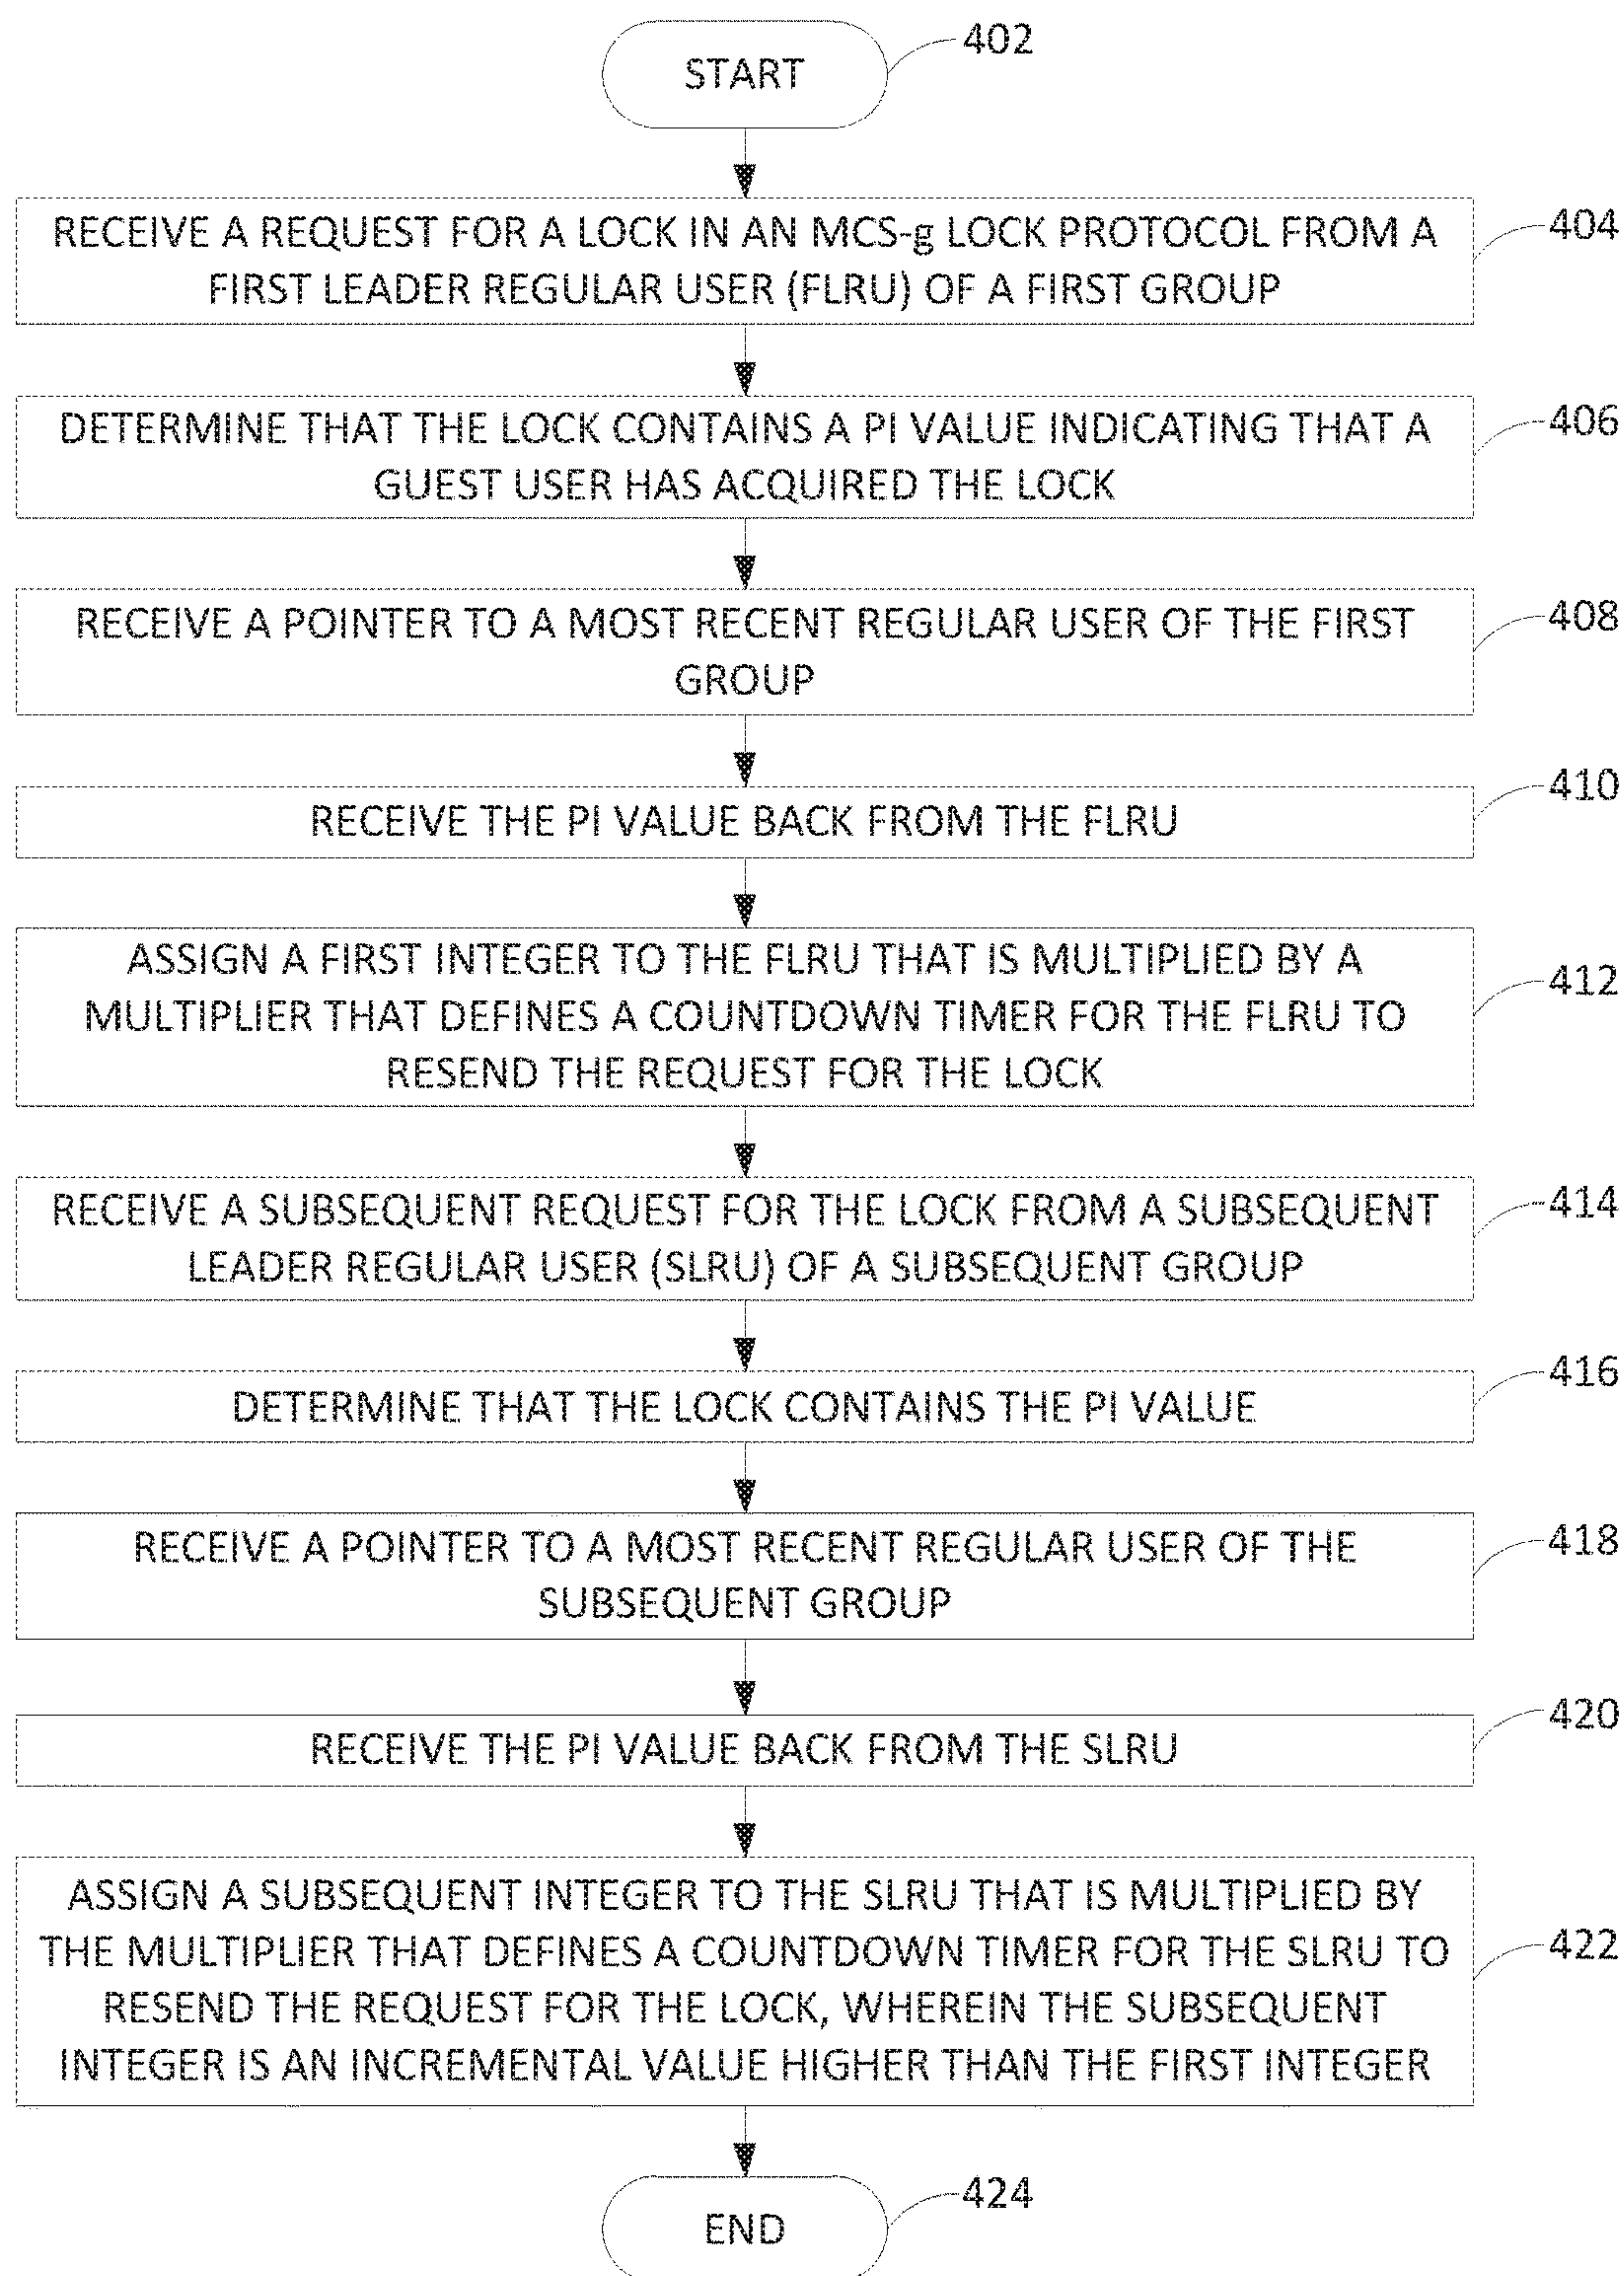 START
402
RECEIVE A REQUEST FOR A LOCK IN AN MCS-g LOCK PROTOCOL FROM A
FIRST LEADER REGULAR USER (FLRU) OF A FIRST GROUP
404
DETERMINE THAT THE LOCK CONTAINS A PI VALUE INDICATING THAT A
GUEST USER HAS ACQUIRED THE LOCK
406
RECEIVE A POINTER TO A MOST RECENT REGULAR USER OF THE FIRST
GROUP
408
RECEIVE THE PI VALUE BACK FROM THE FLRU
410
ASSIGN A FIRST INTEGER TO THE FLRU THAT IS MULTIPLIED BY A
MULTIPLIER THAT DEFINES A COUNTDOWN TIMER FOR THE FLRU TO
RESEND THE REQUEST FOR THE LOCK
412
RECEIVE A SUBSEQUENT REQUEST FOR THE LOCK FROM A SUBSEQUENT
LEADER REGULAR USER (SLRU) OF A SUBSEQUENT GROUP
414
DETERMINE THAT THE LOCK CONTAINS THE PI VALUE
416
RECEIVE A POINTER TO A MOST RECENT REGULAR USER OF THE
SUBSEQUENT GROUP
418
RECEIVE THE PI VALUE BACK FROM THE SLRU
420
ASSIGN A SUBSEQUENT INTEGER TO THE SLRU THAT IS MULTIPLIED BY
THE MULTIPLIER THAT DEFINES A COUNTDOWN TIMER FOR THE SLRU TO
RESEND THE REQUEST FOR THE LOCK, WHEREIN THE SUBSEQUENT
INTEGER IS AN INCREMENTAL VALUE HIGHER THAN THE FIRST INTEGER
422
END
424